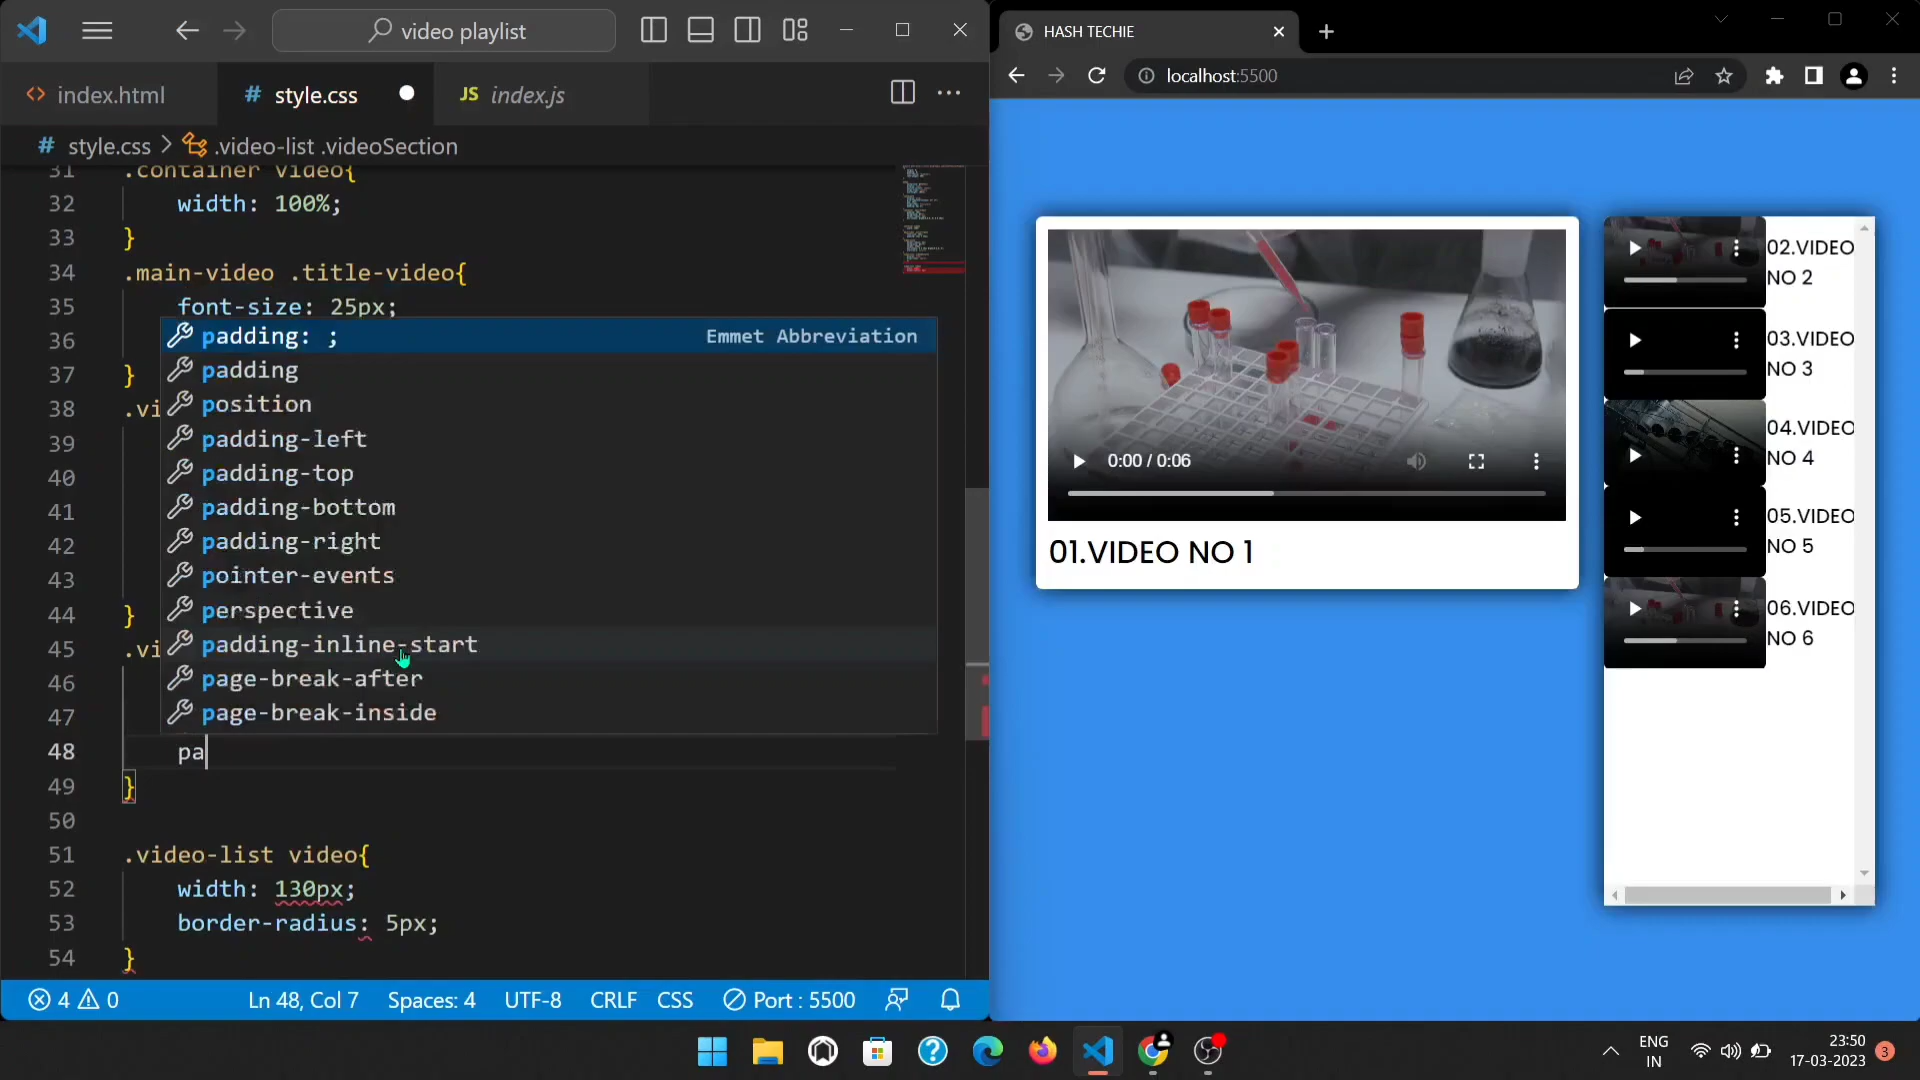 video playlist
index.html
style.css
JS index.js
# style.css > .video-list .videoSection
31 .container video{
32 width: 100%;
33 }
34 .main-video .title-video{
35 font-size: 25px;
36
37 }
38 .vi
39
40
41
42
43
44 }
45 .vi
46
47
48 pa
49 }
50
51 .video-list video{
52 width: 130px;
53 border-radius: 5px;
54 }
padding: ; Emmet Abbreviation
padding
position
padding-left
padding-top
padding-bottom
padding-right
pointer-events
perspective
padding-inline-start
page-break-after
page-break-inside
4 0 Ln 48, Col 7 Spaces: 4 UTF-8 CRLF CSS Port : 5500
HASH TECHIE
localhost:5500
0:00 / 0:06
01.VIDEO NO 1
02.VIDEO
NO 2
03.VIDEO
NO 3
04.VIDEO
NO 4
05.VIDEO
NO 5
06.VIDEO
NO 6
ENG
IN
23:50
17-03-2023
3